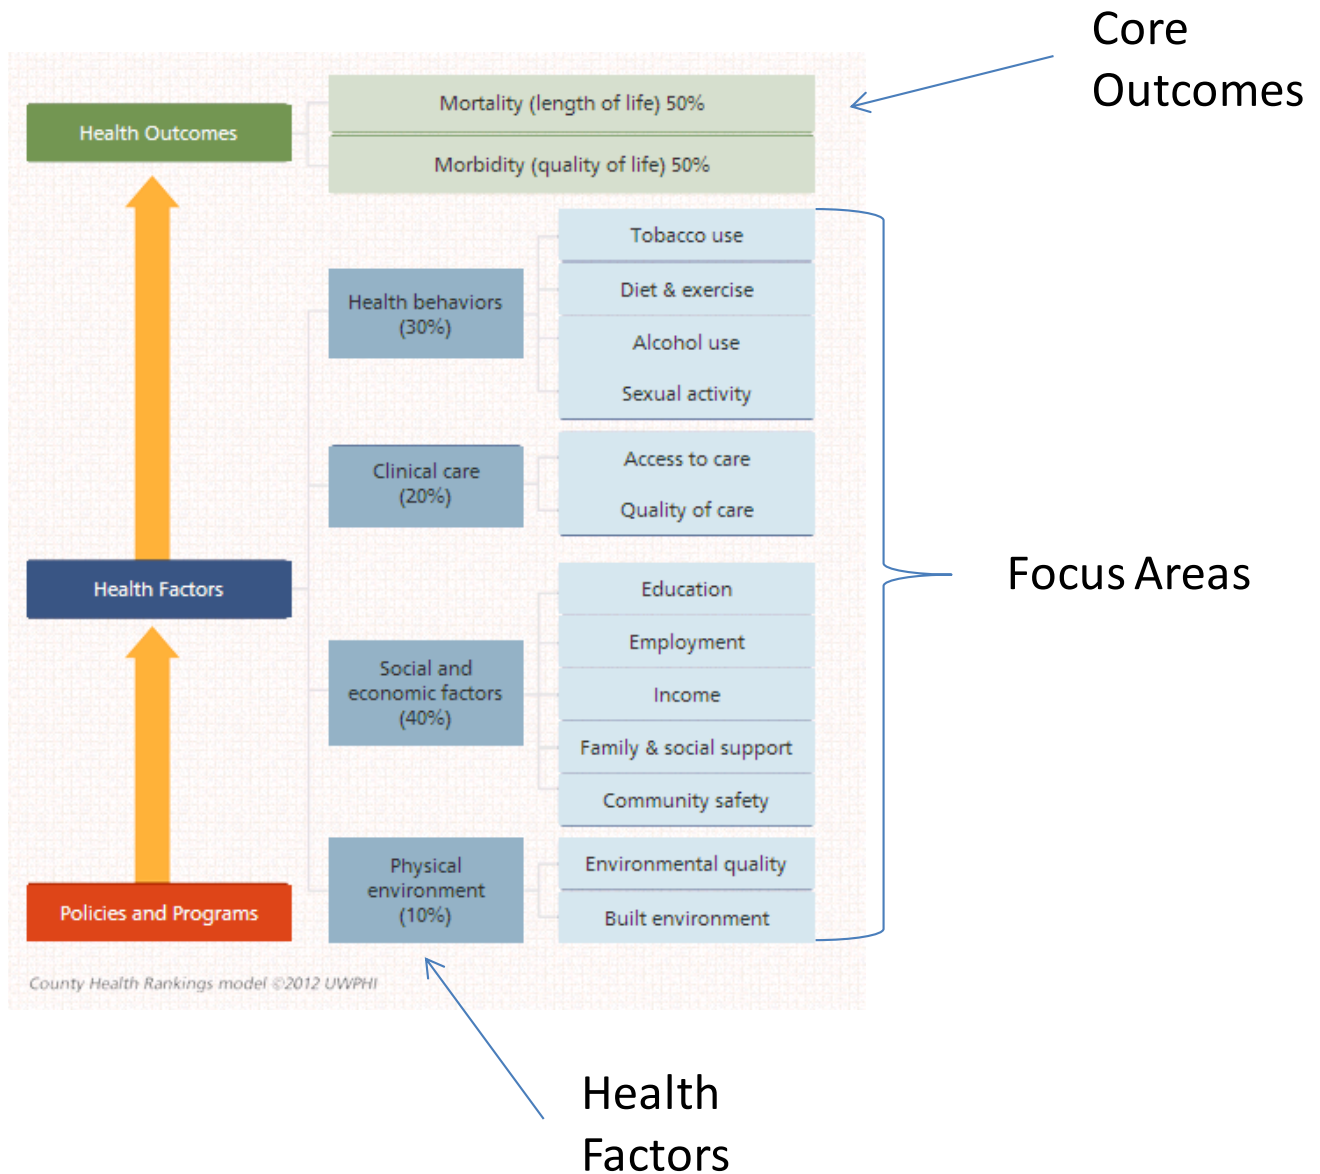 Core
Outcomes
Mortality (length of life) 50%
Health Outcomes
Morbidity (quality of life) 50%
Tobacco use
Health behaviors
(30%)
Diet & exercise
Alcohol use
Sexual activity
Clinical care
(20%)
Access to care
Quality of care
Focus Areas
Health Factors
Education
Employment
Social and
economic factors
(40%)
Income
Family & social support
Community safety
Physical
environment
(10%)
Environmental quality
Built environment
Policies and Programs
County Health Rankings model ©2012 UWPHI
Health
Factors